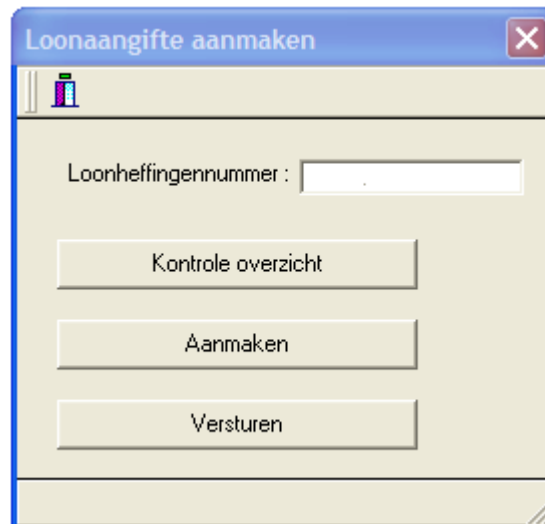 Loonaangifte aanmaken
Loonheffingennummer :
Kontrole overzicht
Aanmaken
Versturen